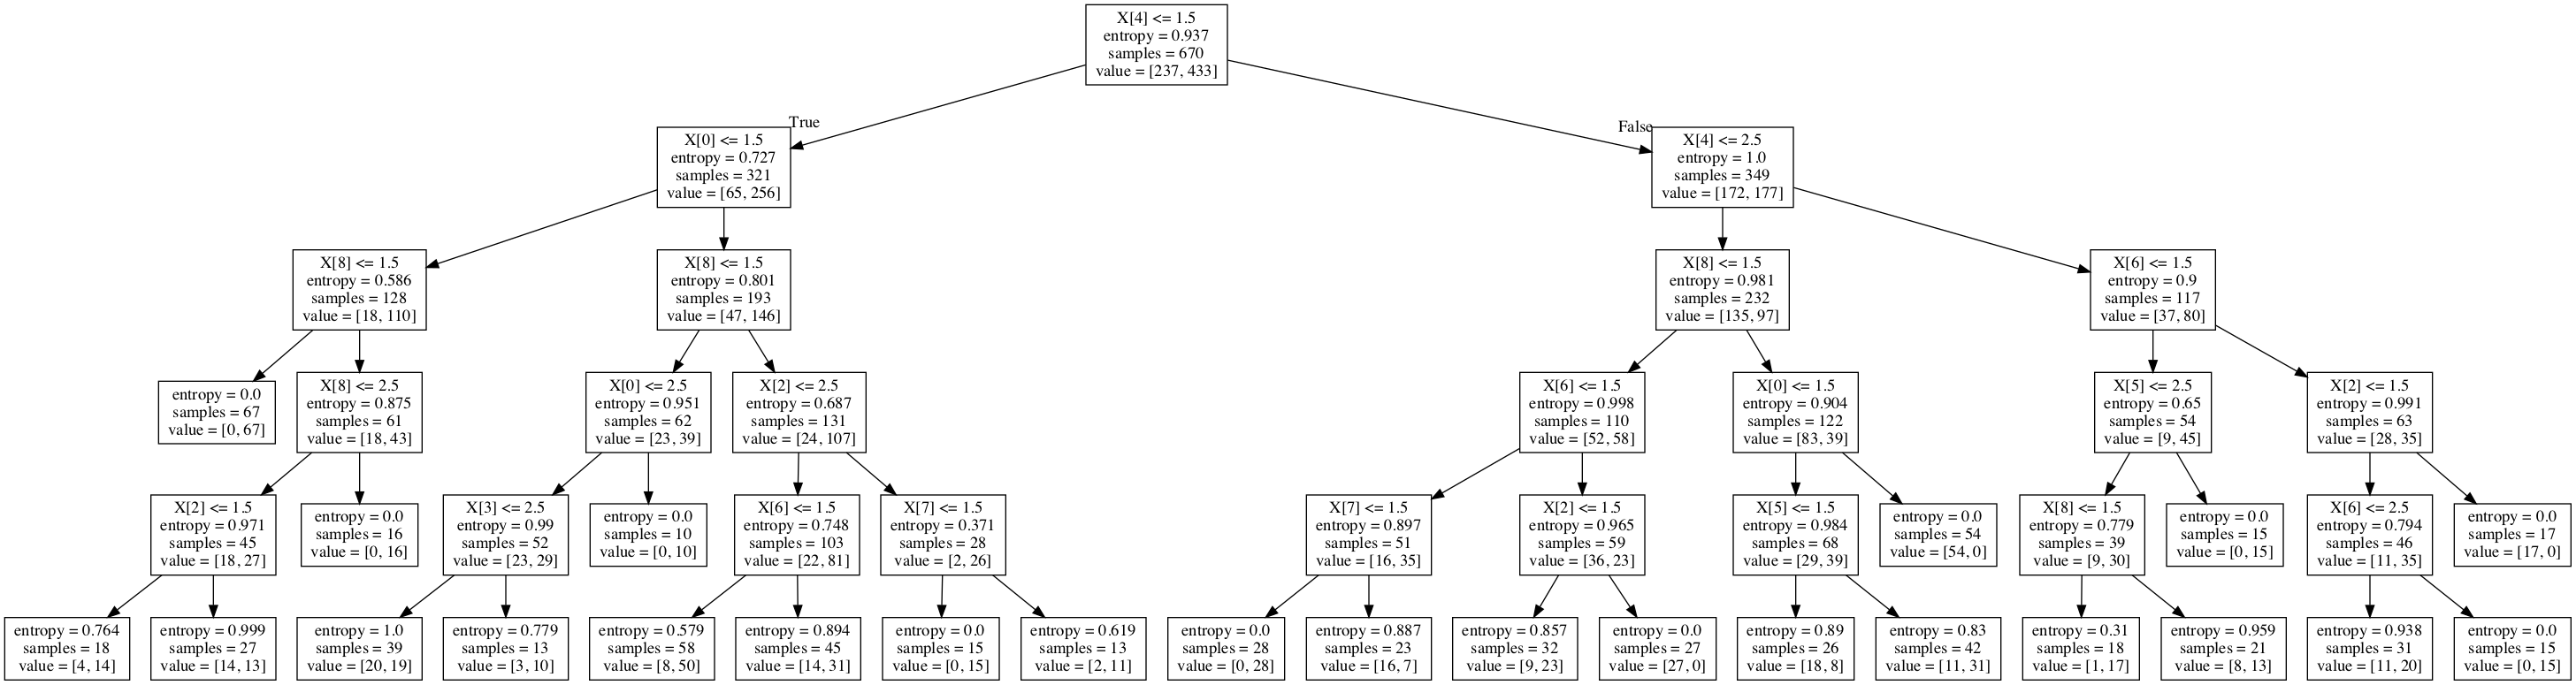 X[4] <= 1.5
entropy = 0.937
samples = 670
value = [237, 433]
True
False
X[0] <= 1.5
entropy = 0.727
samples = 321
value = [65, 256]
X[4] <= 2.5
entropy = 1.0
samples = 349
value = [172, 177]
X[8] <= 1.5
entropy = 0.586
samples = 128
value = [18, 110]
X[8] <= 1.5
entropy = 0.801
samples = 193
value = [47, 146]
X[8] <= 1.5
entropy = 0.981
samples = 232
value = [135, 97]
X[6] <= 1.5
entropy = 0.9
samples = 117
value = [37, 80]
entropy = 0.0
samples = 67
value = [0, 67]
X[8] <= 2.5
entropy = 0.875
samples = 61
value = [18, 43]
X[0] <= 2.5
entropy = 0.951
samples = 62
value = [23, 39]
X[2] <= 2.5
entropy = 0.687
samples = 131
value = [24, 107]
X[6] <= 1.5
entropy = 0.998
samples = 110
value = [52, 58]
X[0] <= 1.5
entropy = 0.904
samples = 122
value = [83, 39]
X[5] <= 2.5
entropy = 0.65
samples = 54
value = [9, 45]
X[2] <= 1.5
entropy = 0.991
samples = 63
value = [28, 35]
X[2] <= 1.5
entropy = 0.971
samples = 45
value = [18, 27]
entropy = 0.0
samples = 16
value = [0, 16]
X[3] <= 2.5
entropy = 0.99
samples = 52
value = [23, 29]
entropy = 0.0
samples = 10
value = [0, 10]
X[6] <= 1.5
entropy = 0.748
samples = 103
value = [22, 81]
X[7] <= 1.5
entropy = 0.371
samples = 28
value = [2, 26]
X[7] <= 1.5
entropy = 0.897
samples = 51
value = [16, 35]
X[2] <= 1.5
entropy = 0.965
samples = 59
value = [36, 23]
X[5] <= 1.5
entropy = 0.984
samples = 68
value = [29, 39]
entropy = 0.0
samples = 54
value = [54, 0]
X[8] <= 1.5
entropy = 0.779
samples = 39
value = [9, 30]
entropy = 0.0
samples = 15
value = [0, 15]
X[6] <= 2.5
entropy = 0.794
samples = 46
value = [11, 35]
entropy = 0.0
samples = 17
value = [17, 0]
entropy = 0.764
samples = 18
value = [4, 14]
entropy = 0.999
samples = 27
value = [14, 13]
entropy = 1.0
samples = 39
value = [20, 19]
entropy = 0.779
samples = 13
value = [3, 10]
entropy = 0.579
samples = 58
value = [8, 50]
entropy = 0.894
samples = 45
value = [14, 31]
entropy = 0.0
samples = 15
value = [0, 15]
entropy = 0.619
samples = 13
value = [2, 11]
entropy = 0.0
samples = 28
value = [0, 28]
entropy = 0.887
samples = 23
value = [16, 7]
entropy = 0.857
samples = 32
value = [9, 23]
entropy = 0.0
samples = 27
value = [27, 0]
entropy = 0.89
samples = 26
value = [18, 8]
entropy = 0.83
samples = 42
value = [11, 31]
entropy = 0.31
samples = 18
value = [1, 17]
entropy = 0.959
samples = 21
value = [8, 13]
entropy = 0.938
samples = 31
value = [11, 20]
entropy = 0.0
samples = 15
value = [0, 15]